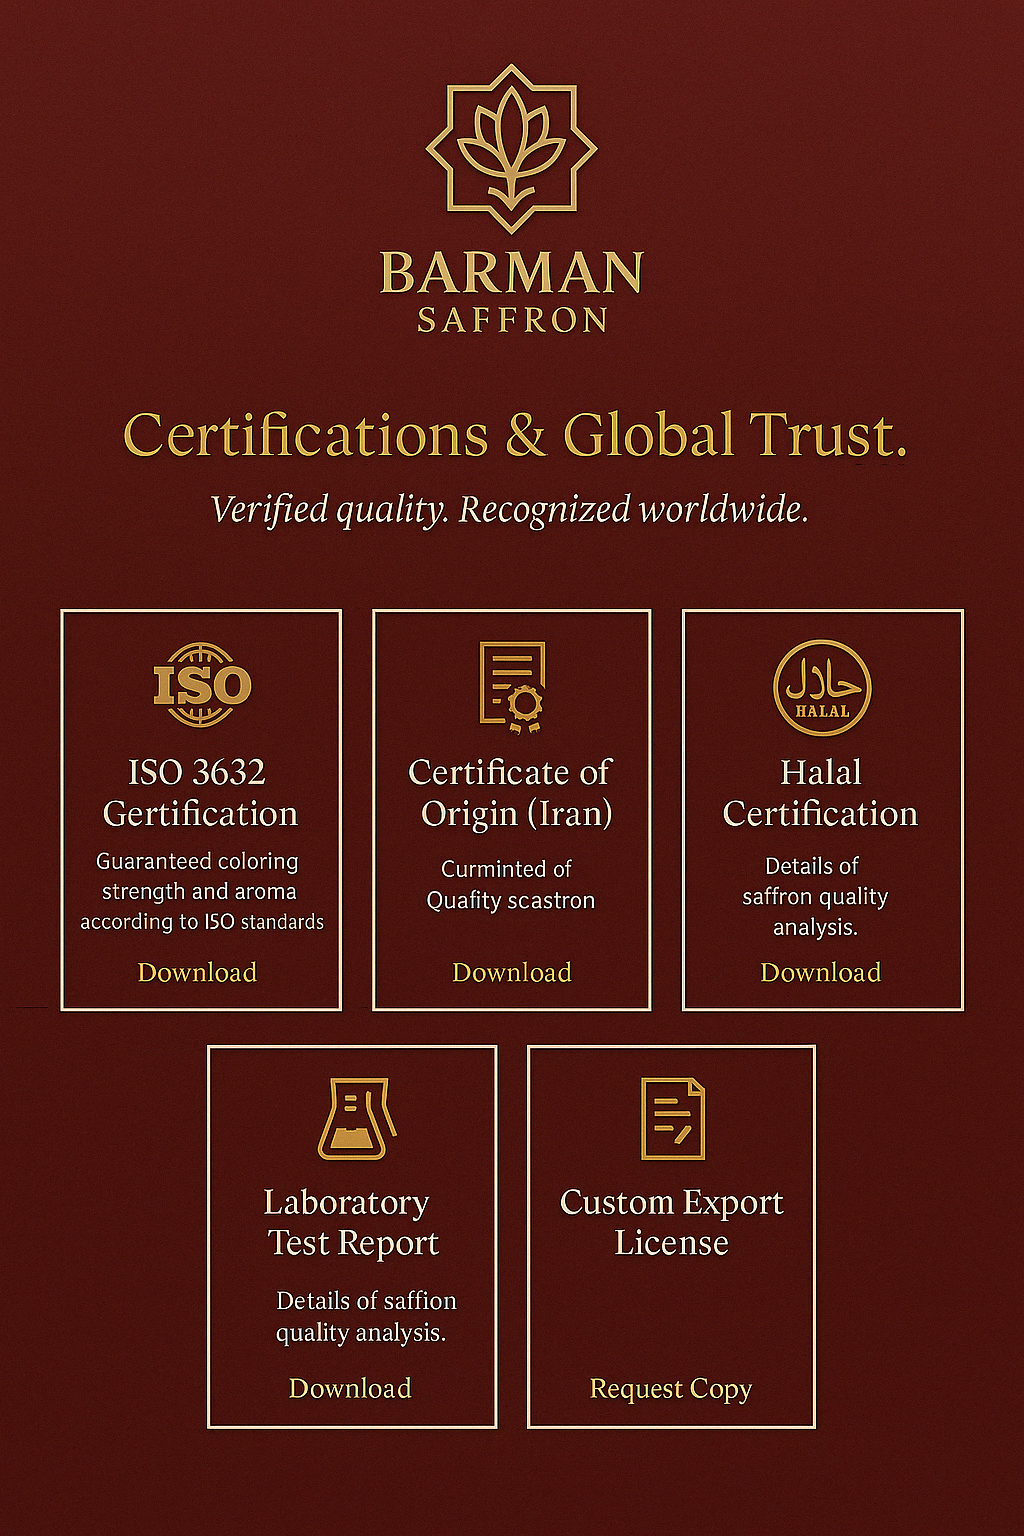 BARMAN
SAFFRON
Certifications & Global Trust.
Verified quality. Recognized worldwide.
ISO
ISO 3632
Gertification
Guaranteed coloring
strength and aroma
according to ISO standards
Download
Certificate of
Origin (Iran)
Curminted of
Quafity scastron
Download
حلال
HALAL
Halal
Certification
Details of
saffron quality
analysis.
Download
Laboratory
Test Report
Details of saffion
quality analysis.
Download
Custom Export
License
Request Copy